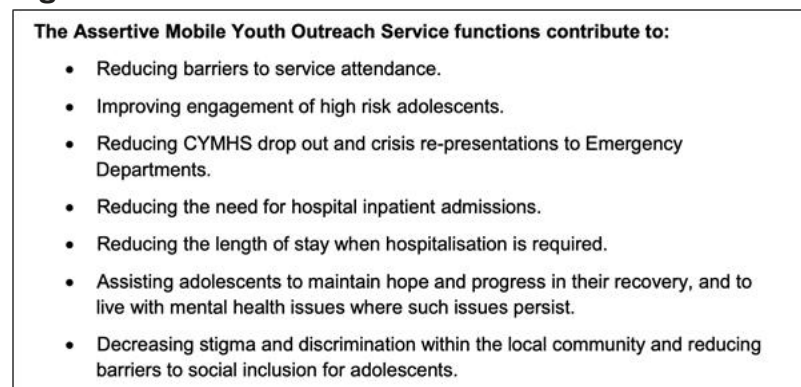 The Assertive Mobile Youth Outreach Service functions contribute to:
• Reducing barriers to service attendance.
• Improving engagement of high risk adolescents.
• Reducing CYMHS drop out and crisis re-presentations to Emergency
Departments.
• Reducing the need for hospital inpatient admissions.
• Reducing the length of stay when hospitalisation is required.
• Assisting adolescents to maintain hope and progress in their recovery, and to
live with mental health issues where such issues persist.
• Decreasing stigma and discrimination within the local community and reducing
barriers to social inclusion for adolescents.